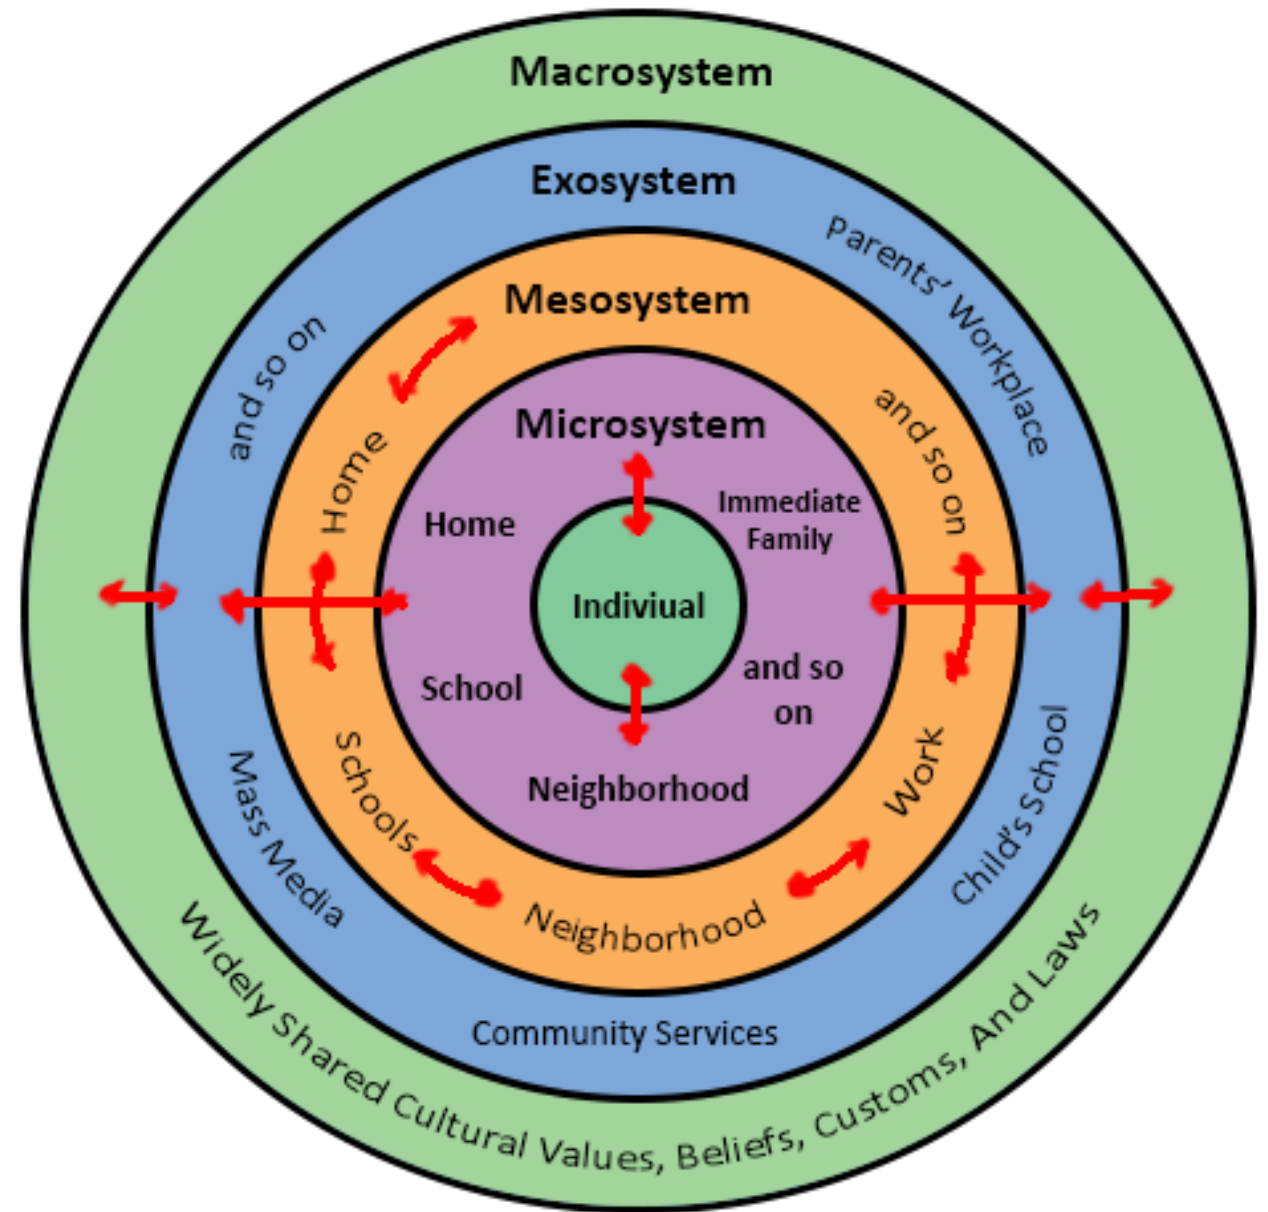 Macrosystem
Exosystem
Parents' Workplace
and so on
Mesosystem
and so on
Home
Microsystem
Immediate
Family
Home
Indiviual
School
and so
on
Neighborhood
Schools
Work
Neighborhood
Mass Media
Child's School
Community Services
Widely Shared Cultural Values, Beliefs, Customs, And Laws